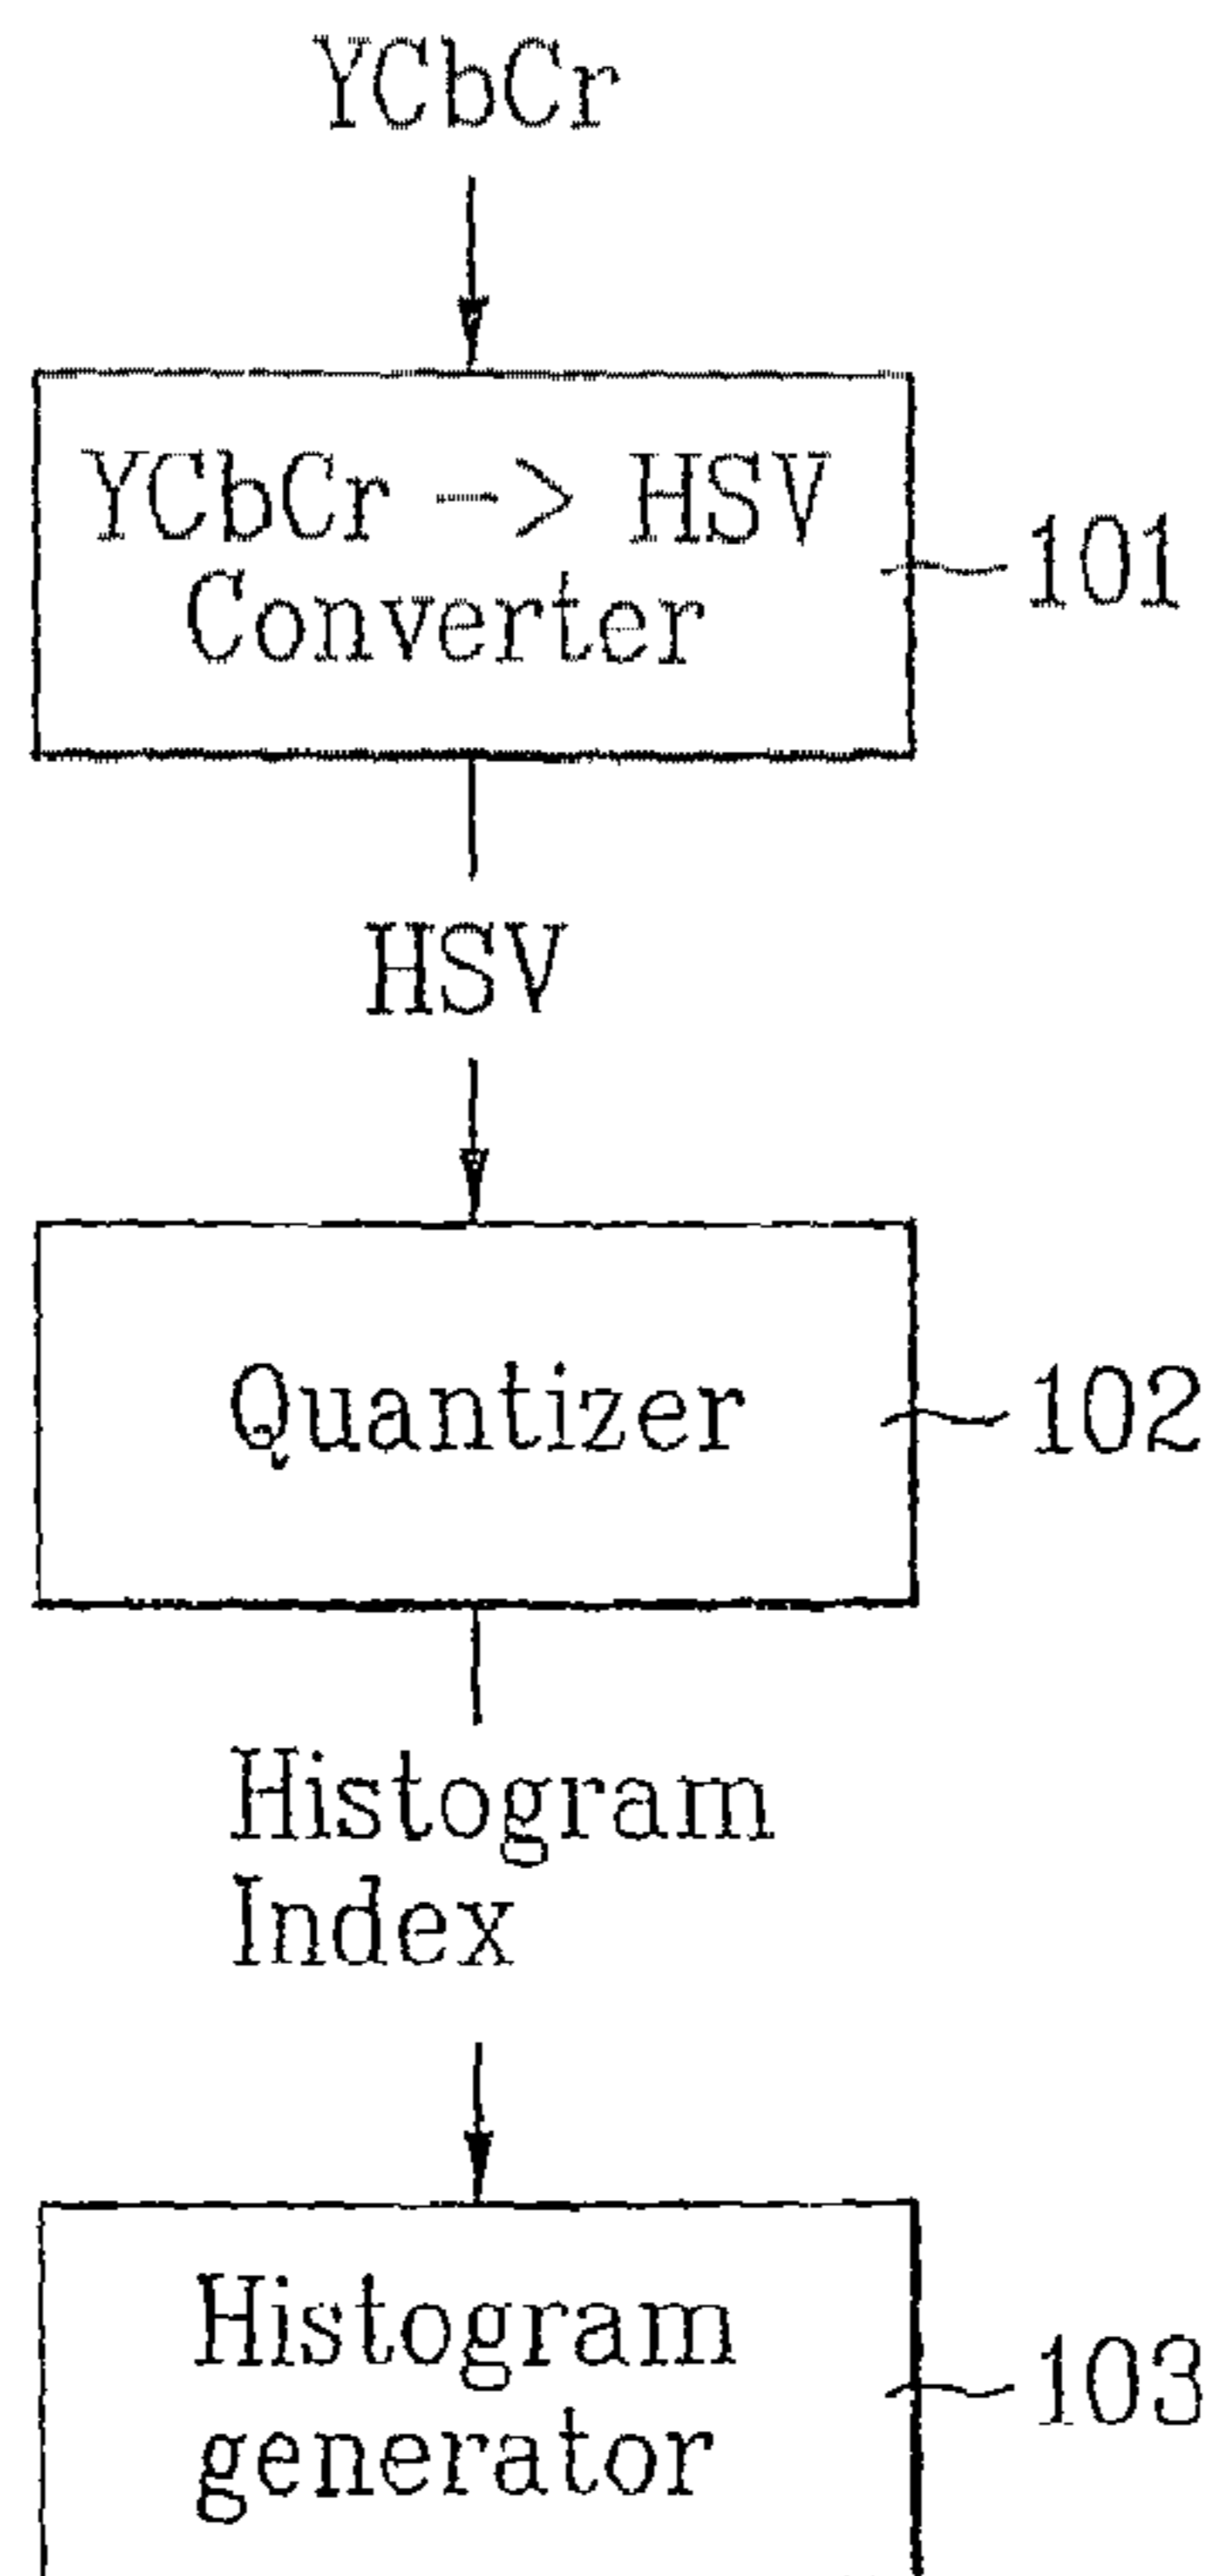 YCbCr
YCbCr -> HSV
Converter
101
HSV
Quantizer
102
Histogram
Index
Histogram
generator
103